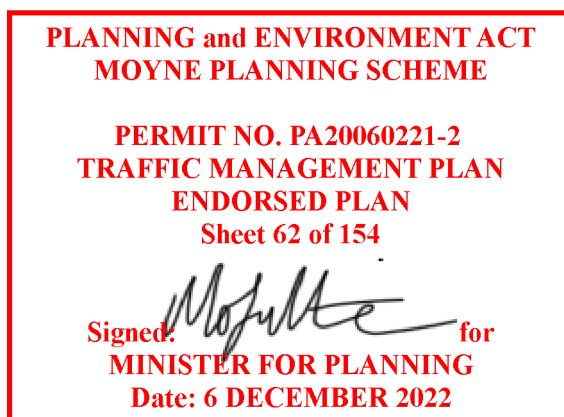 PLANNING and ENVIRONMENT ACT
MOYNE PLANNING SCHEME
PERMIT NO. PA20060221-2
TRAFFIC MANAGEMENT PLAN
ENDORSED PLAN
Sheet 62 of 154
Signed: for
MINISTER FOR PLANNING
Date: 6 DECEMBER 2022